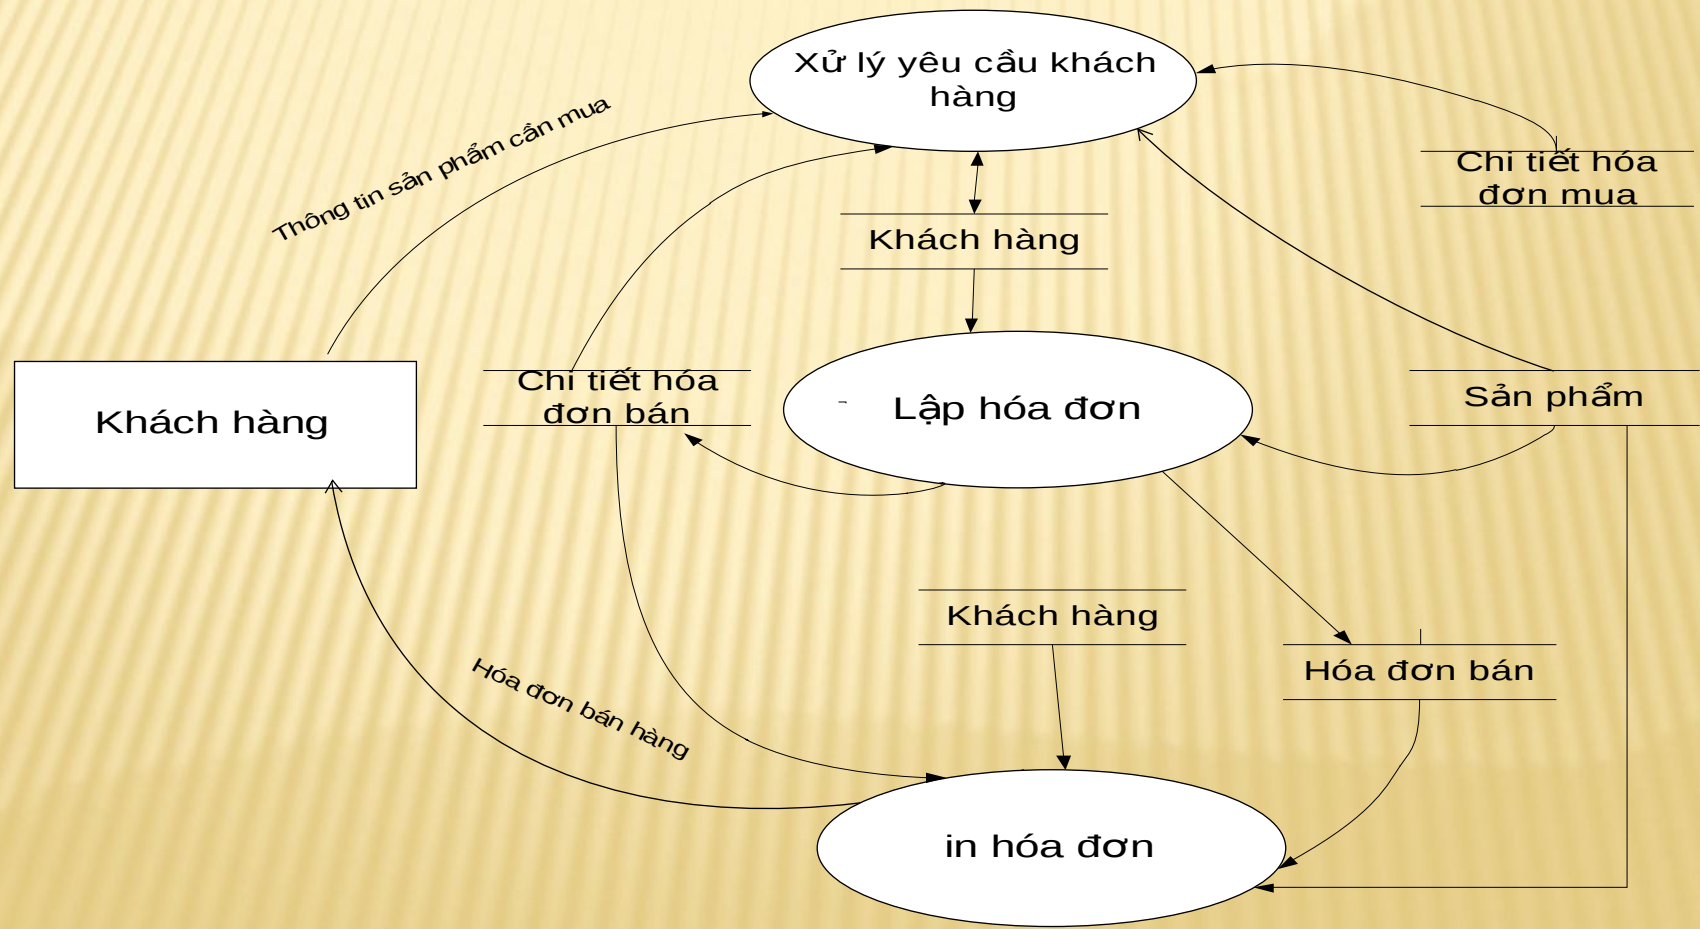 Xử lý yêu cầu khách
hàng
Thông tin sản phẩm cần mua
Chi tiết hóa
đơn mua
Khách hàng
Khách hàng
Chi tiết hóa
đơn bán
Lập hóa đơn
Sản phẩm
Khách hàng
Hóa đơn bán
Hóa đơn bán hàng
in hóa đơn